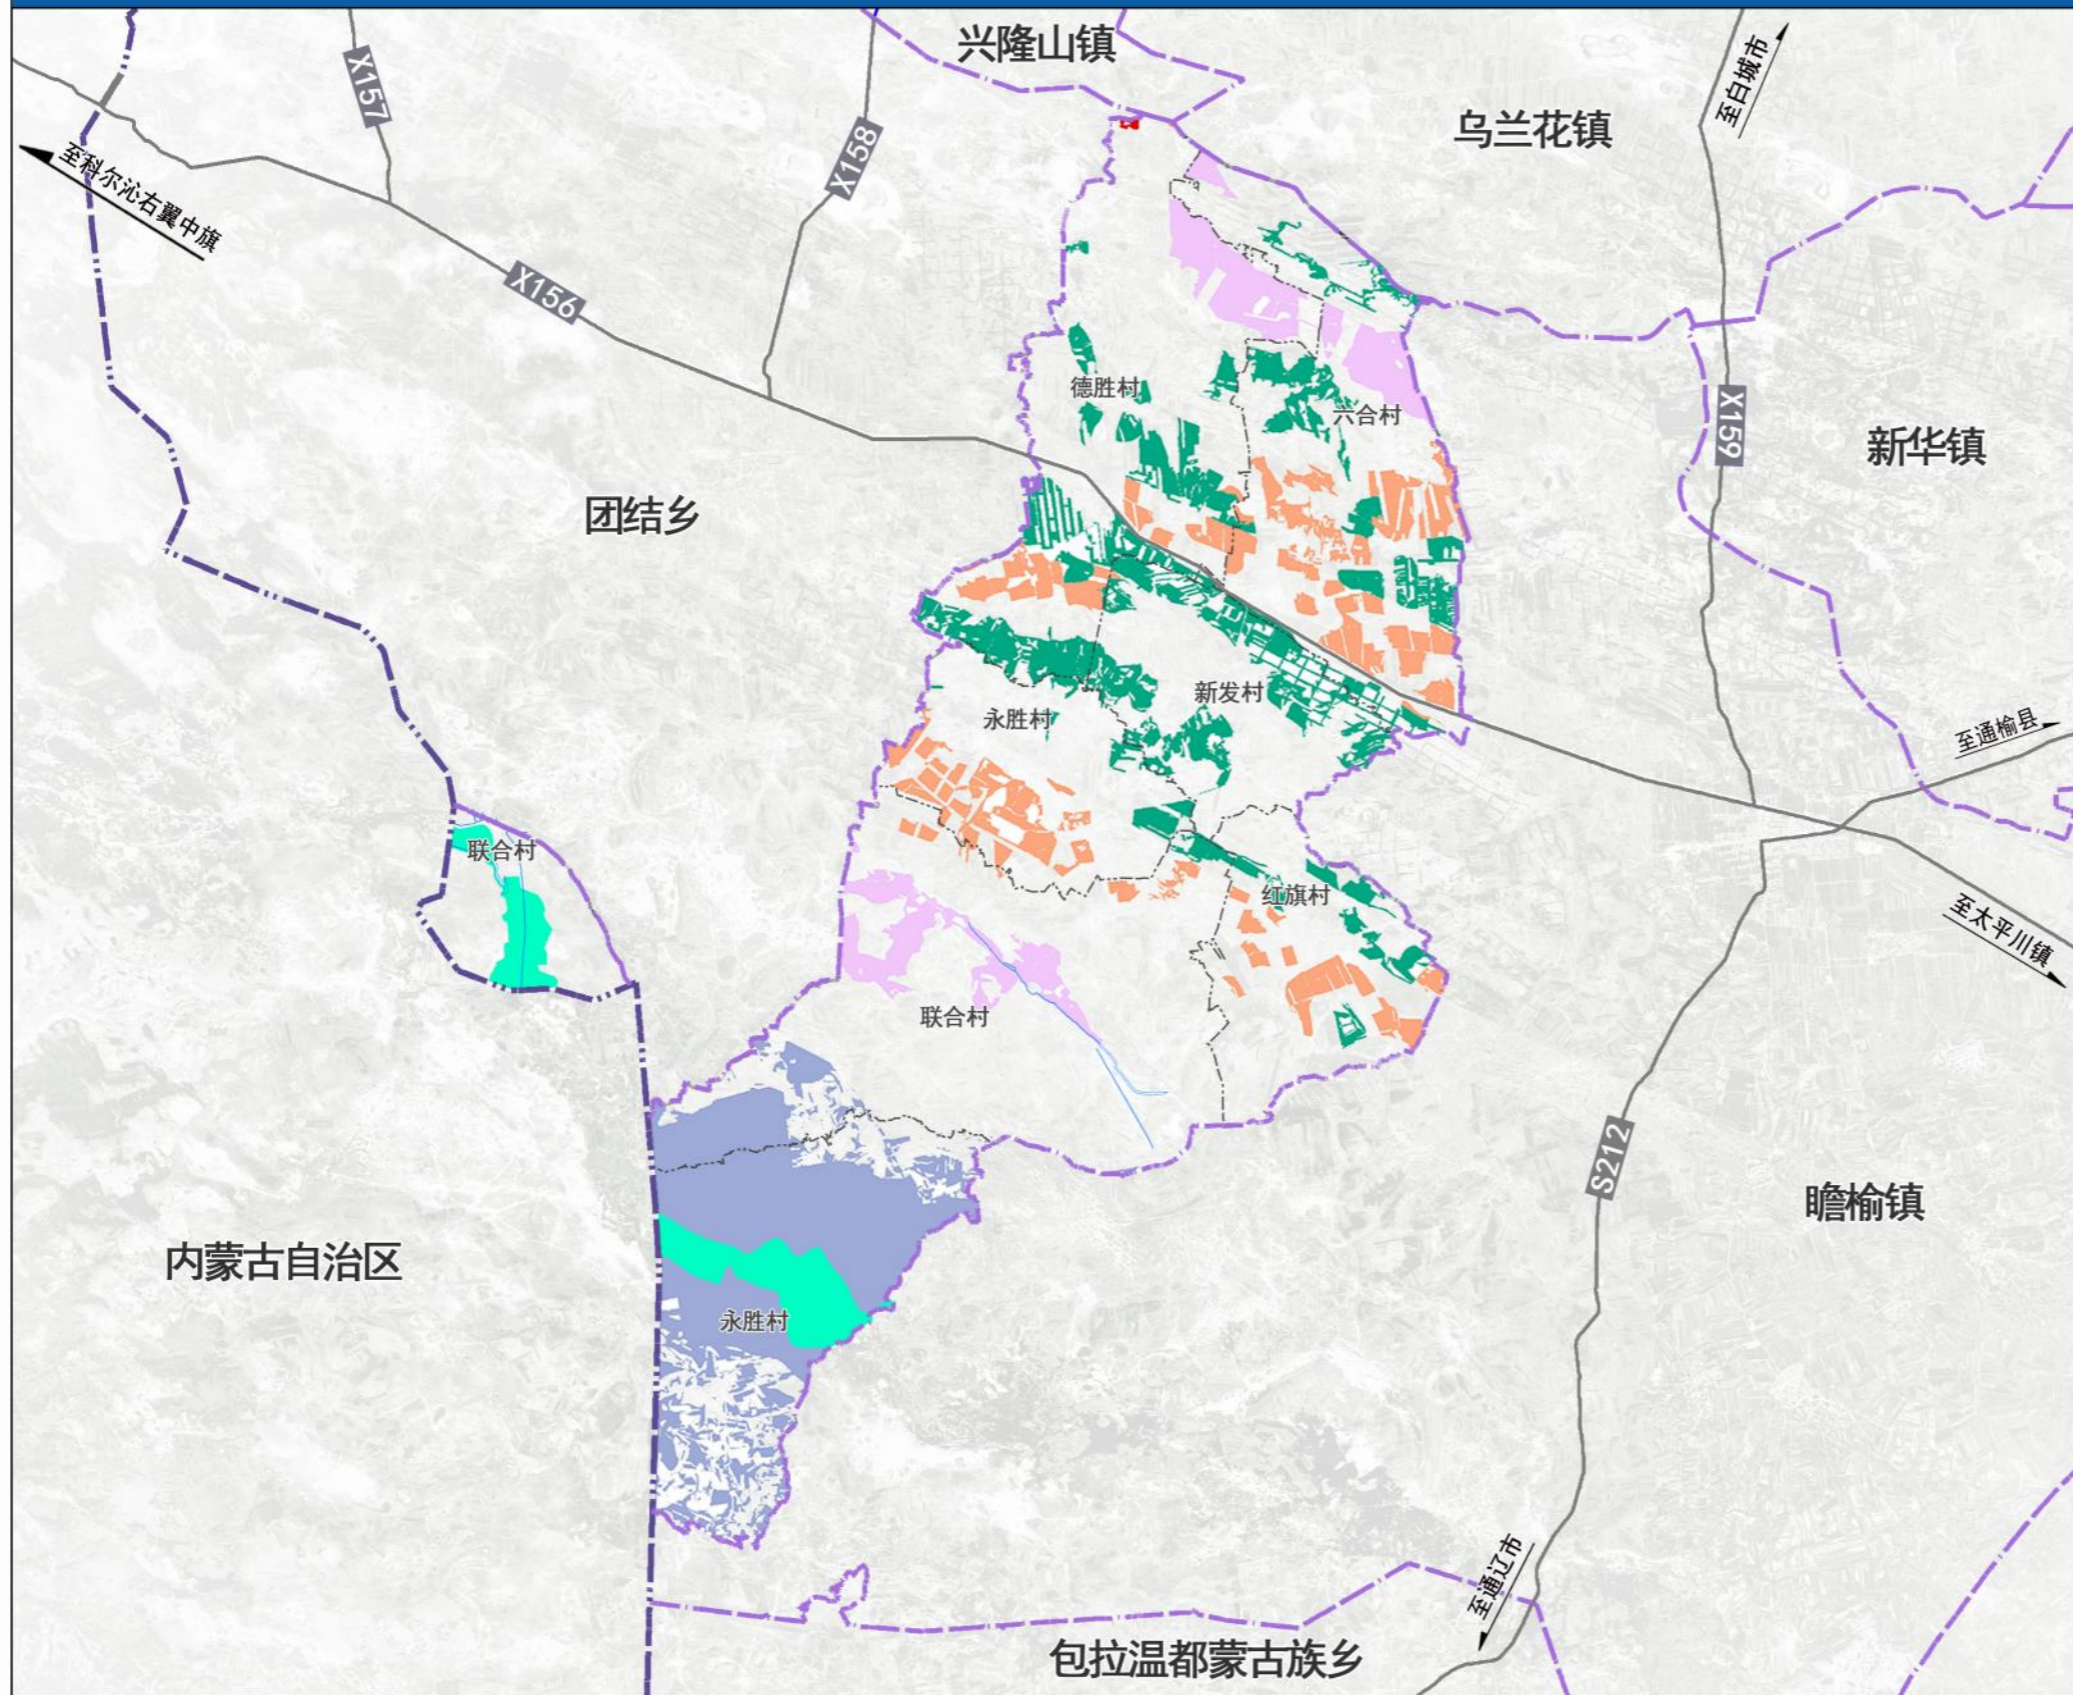 兴隆山镇
X157
至白城市
乌兰花镇
X158
至科尔沁右翼中旗
X156
德胜村
六合村
X159
新华镇
团结乡
新发村
永胜村
至通榆县
联合村
红旗村
至太平川镇
联合村
S212
瞻榆镇
内蒙古自治区
永胜村
至通辽市
包拉温都蒙古族乡